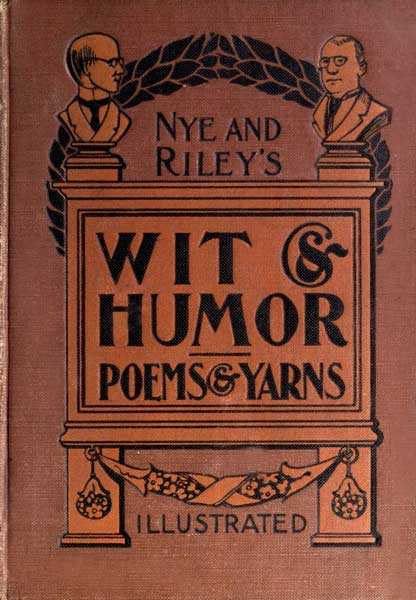 NYE AND
RILEY'S
WIT &
HUMOR
POEMS & YARNS
ILLUSTRATED